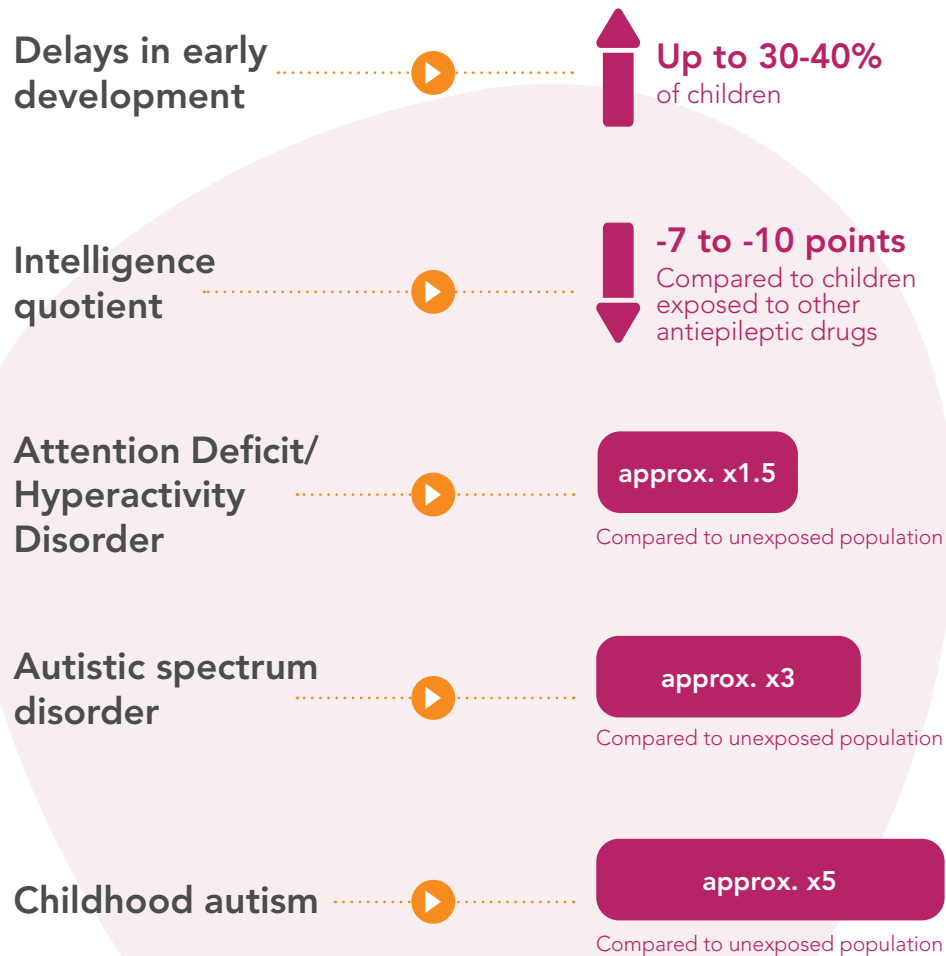 Delays in early
development
Up to 30-40%
of children
Intelligence
quotient
-7 to -10 points
Compared to children
exposed to other
antiepileptic drugs
Attention Deficit/
Hyperactivity
Disorder
approx. x1.5
Compared to unexposed population
Autistic spectrum
disorder
approx. x3
Compared to unexposed population
Childhood autism
approx. x5
Compared to unexposed population